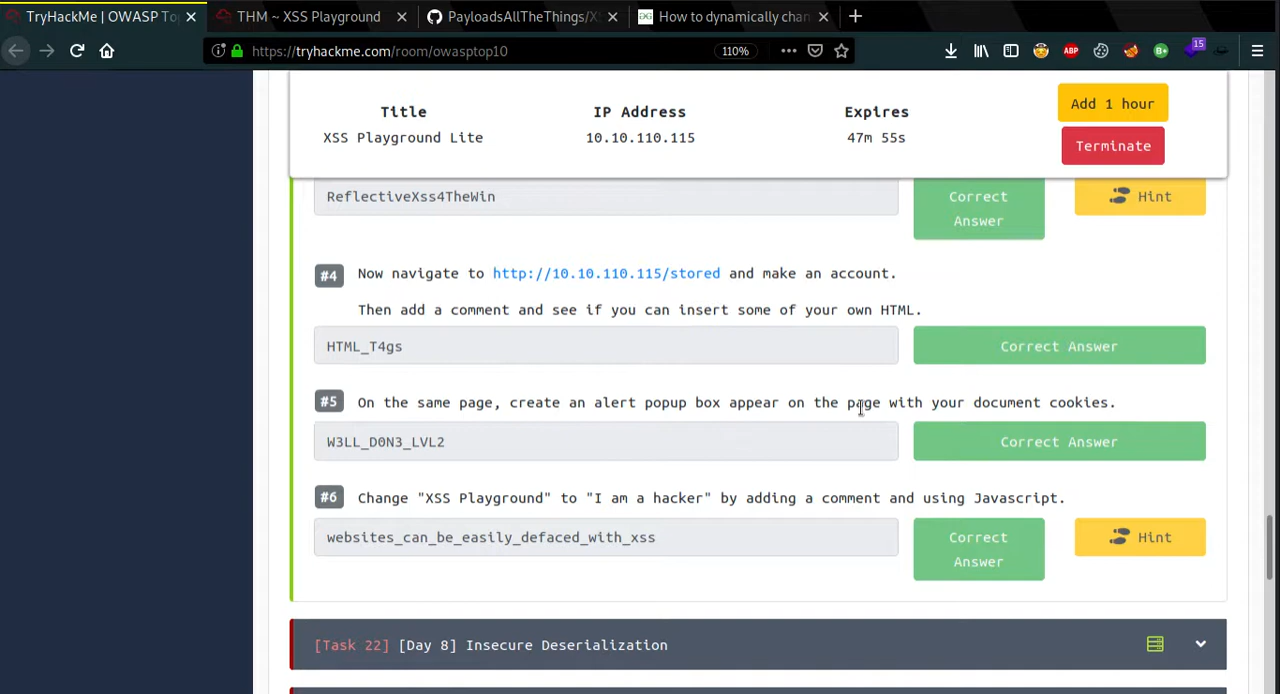 TryHackMe | OWASP To
THM ~ XSS Playground
PayloadsAllTheThings/XS
How to dynamically chan
https://tryhackme.com/room/owasptop10
110%
ABP
B+
15
Title
IP Address
Expires
XSS Playground Lite
10.10.110.115
47m 55s
Add 1 hour
Terminate
ReflectiveXss4TheWin
Correct
Answer
Hint
#4
Now navigate to http://10.10.110.115/stored and make an account.
Then add a comment and see if you can insert some of your own HTML.
HTML_T4gs
Correct Answer
#5
On the same page, create an alert popup box appear on the page with your document cookies.
W3LL_D0N3_LVL2
Correct Answer
#6
Change "XSS Playground" to "I am a hacker" by adding a comment and using Javascript.
websites_can_be_easily_defaced_with_xss
Correct
Answer
Hint
[Task 22] [Day 8] Insecure Deserialization